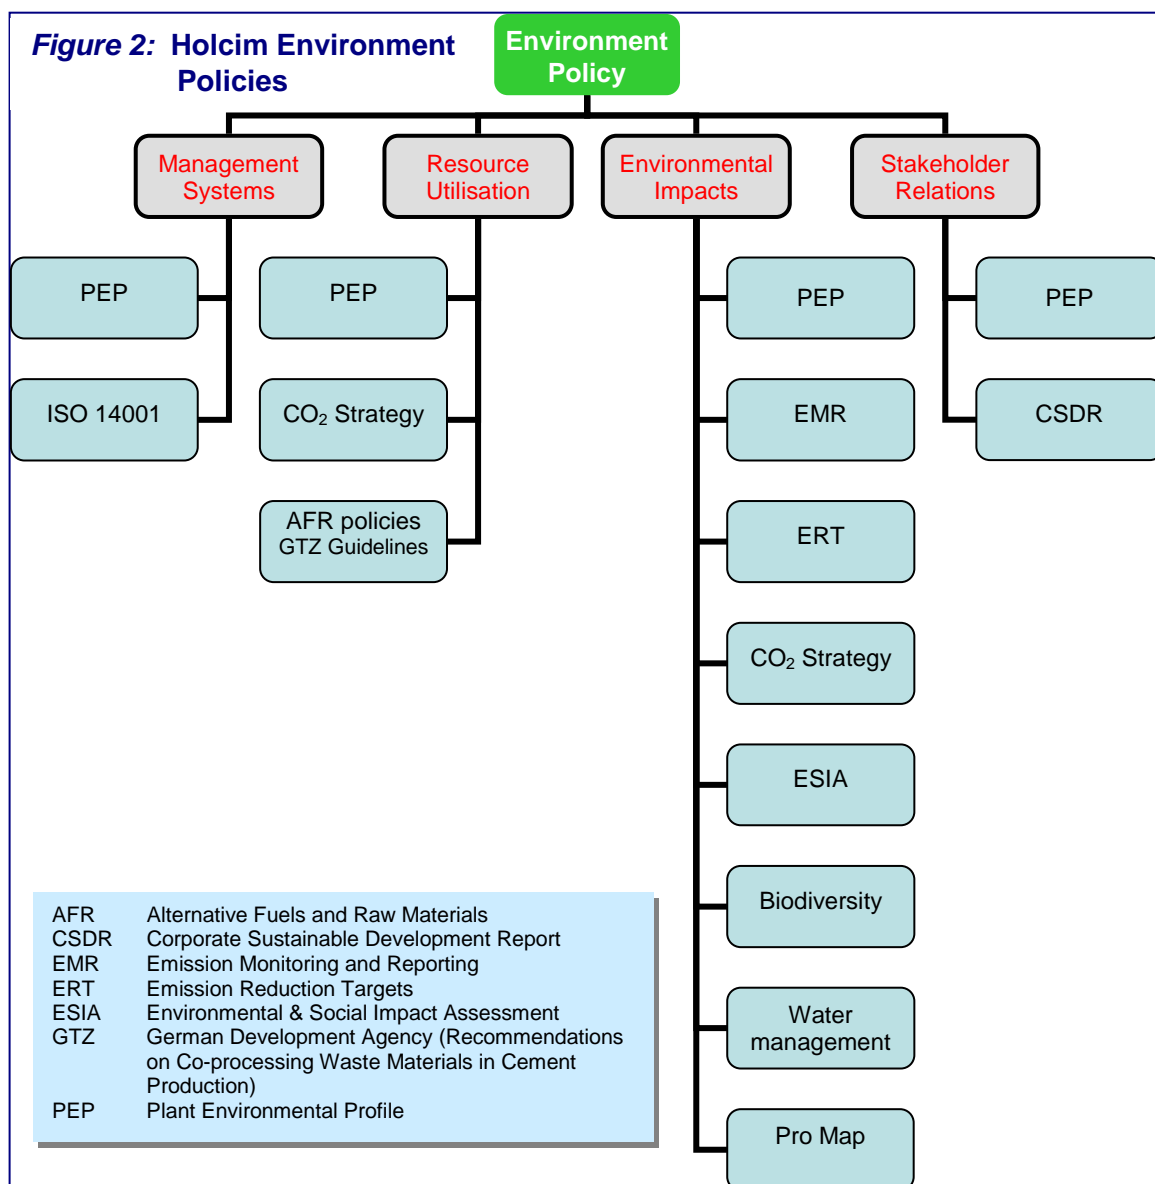 Figure 2: Holcim Environment
Policies
Environment
Policy
Management
Systems
Resource
Utilisation
Environmental
Impacts
Stakeholder
Relations
PEP
PEP
PEP
PEP
ISO 14001
CO₂ Strategy
EMR
CSDR
AFR policies
GTZ Guidelines
ERT
CO₂ Strategy
ESIA
Biodiversity
Water
management
Pro Map
AFR Alternative Fuels and Raw Materials
CSDR Corporate Sustainable Development Report
EMR Emission Monitoring and Reporting
ERT Emission Reduction Targets
ESIA Environmental & Social Impact Assessment
GTZ German Development Agency (Recommendations
on Co-processing Waste Materials in Cement
Production)
PEP Plant Environmental Profile